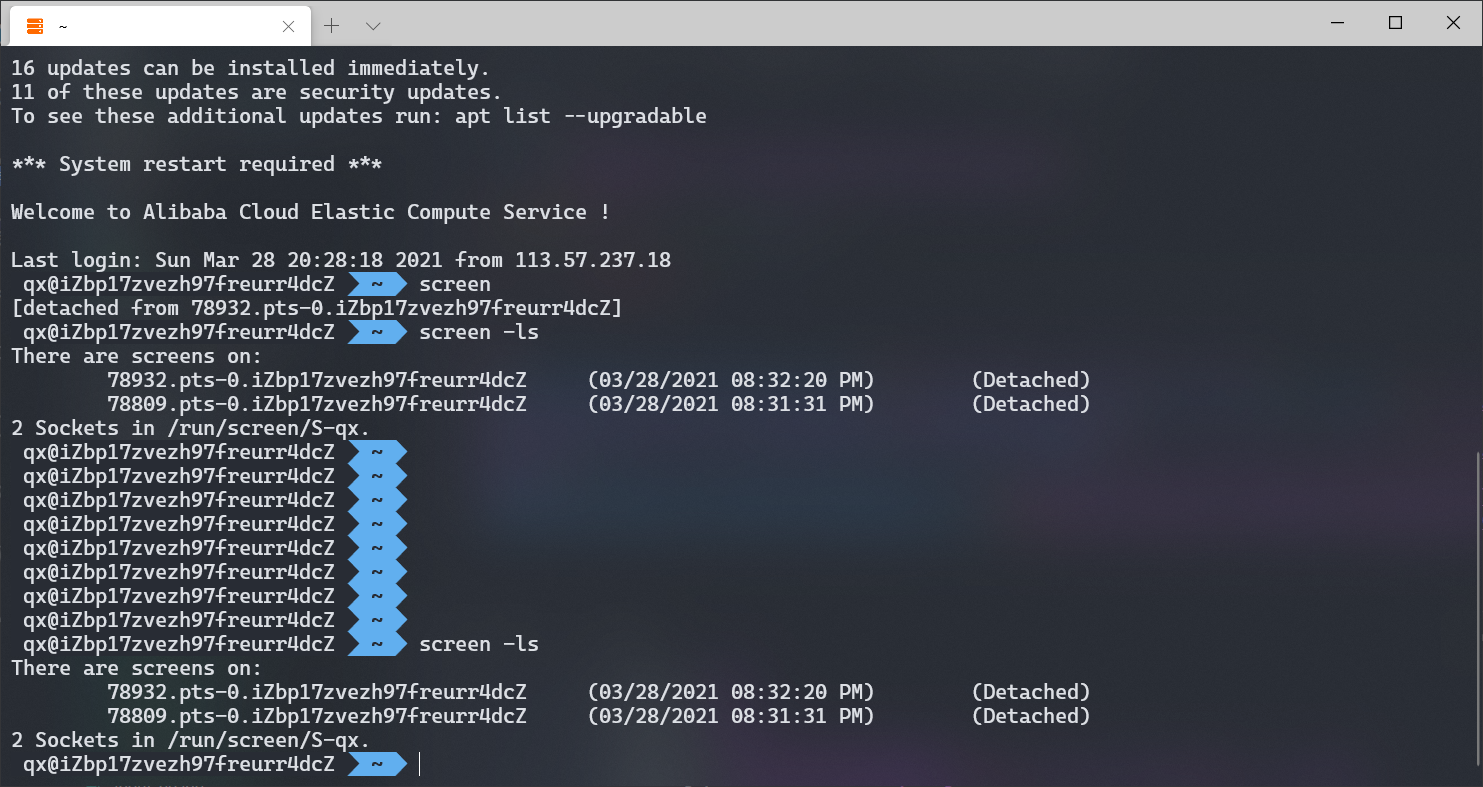 ~
16 updates can be installed immediately.
11 of these updates are security updates.
To see these additional updates run: apt list --upgradable
*** System restart required ***
Welcome to Alibaba Cloud Elastic Compute Service !
Last login: Sun Mar 28 20:28:18 2021 from 113.57.237.18
qx@iZbp17zvezh97freurr4dcZ ~ screen
[detached from 78932.pts-0.iZbp17zvezh97freurr4dcZ]
qx@iZbp17zvezh97freurr4dcZ ~ screen -ls
There are screens on:
78932.pts-0.iZbp17zvezh97freurr4dcZ (03/28/2021 08:32:20 PM) (Detached)
78809.pts-0.iZbp17zvezh97freurr4dcZ (03/28/2021 08:31:31 PM) (Detached)
2 Sockets in /run/screen/S-qx.
qx@iZbp17zvezh97freurr4dcZ ~
qx@iZbp17zvezh97freurr4dcZ ~
qx@iZbp17zvezh97freurr4dcZ ~
qx@iZbp17zvezh97freurr4dcZ ~
qx@iZbp17zvezh97freurr4dcZ ~
qx@iZbp17zvezh97freurr4dcZ ~
qx@iZbp17zvezh97freurr4dcZ ~
qx@iZbp17zvezh97freurr4dcZ ~
qx@iZbp17zvezh97freurr4dcZ ~ screen -ls
There are screens on:
78932.pts-0.iZbp17zvezh97freurr4dcZ (03/28/2021 08:32:20 PM) (Detached)
78809.pts-0.iZbp17zvezh97freurr4dcZ (03/28/2021 08:31:31 PM) (Detached)
2 Sockets in /run/screen/S-qx.
qx@iZbp17zvezh97freurr4dcZ ~